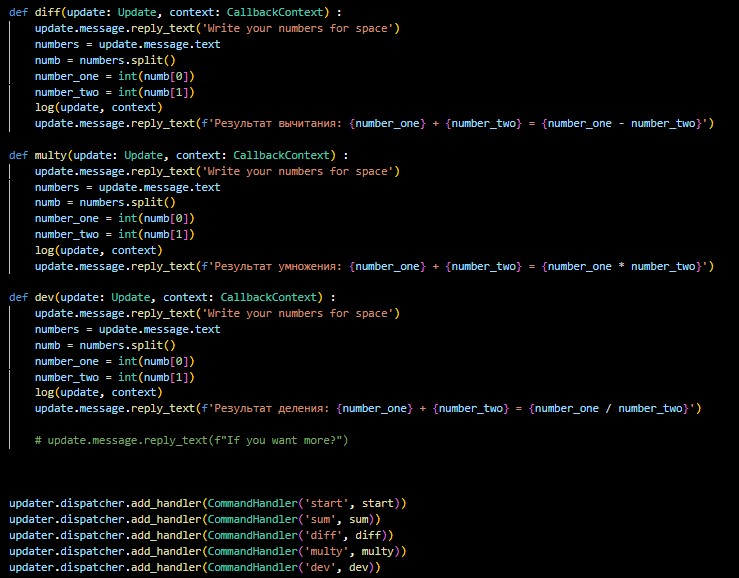 def diff(update: Update, context: CallbackContext) :
    update.message.reply_text('Write your numbers for space')
    numbers = update.message.text
    numb = numbers.split()
    number_one = int(numb[0])
    number_two = int(numb[1])
    log(update, context)
    update.message.reply_text(f'Результат вычитания: {number_one} + {number_two} = {number_one - number_two}')
def multy(update: Update, context: CallbackContext) :
    update.message.reply_text('Write your numbers for space')
    numbers = update.message.text
    numb = numbers.split()
    number_one = int(numb[0])
    number_two = int(numb[1])
    log(update, context)
    update.message.reply_text(f'Результат умножения: {number_one} + {number_two} = {number_one * number_two}')
def dev(update: Update, context: CallbackContext) :
    update.message.reply_text('Write your numbers for space')
    numbers = update.message.text
    numb = numbers.split()
    number_one = int(numb[0])
    number_two = int(numb[1])
    log(update, context)
    update.message.reply_text(f'Результат деления: {number_one} + {number_two} = {number_one / number_two}')
    # update.message.reply_text(f"If you want more?")
updater.dispatcher.add_handler(CommandHandler('start', start))
updater.dispatcher.add_handler(CommandHandler('sum', sum))
updater.dispatcher.add_handler(CommandHandler('diff', diff))
updater.dispatcher.add_handler(CommandHandler('multy', multy))
updater.dispatcher.add_handler(CommandHandler('dev', dev))